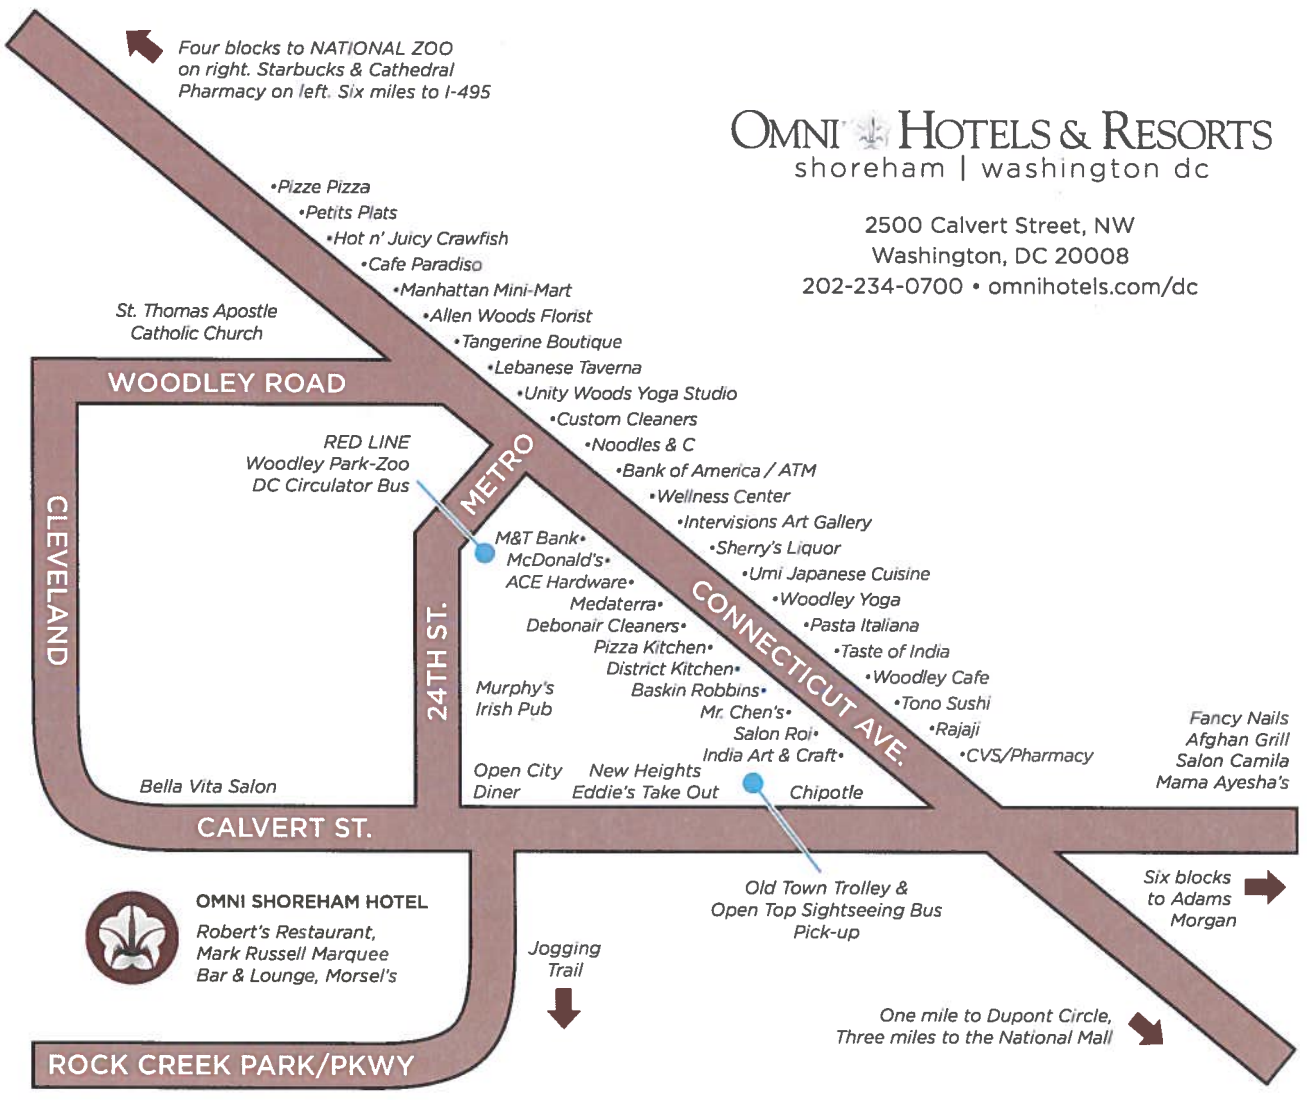 Four blocks to NATIONAL ZOO
on right. Starbucks & Cathedral
Pharmacy on left. Six miles to I-495
OMNI HOTELS & RESORTS
shoreham | washington dc
2500 Calvert Street, NW
Washington, DC 20008
202-234-0700 • omnihotels.com/dc
•Pizze Pizza
•Petits Plats
•Hot n' Juicy Crawfish
•Cafe Paradiso
•Manhattan Mini-Mart
•Allen Woods Florist
•Tangerine Boutique
•Lebanese Taverna
•Unity Woods Yoga Studio
•Custom Cleaners
•Noodles & C
•Bank of America / ATM
•Wellness Center
•Intervisions Art Gallery
•Sherry's Liquor
•Umi Japanese Cuisine
•Woodley Yoga
•Pasta Italiana
•Taste of India
•Woodley Cafe
•Tono Sushi
•Rajaji
•CVS/Pharmacy
St. Thomas Apostle
Catholic Church
WOODLEY ROAD
METRO
RED LINE
Woodley Park-Zoo
DC Circulator Bus
CLEVELAND
24TH ST.
CONNECTICUT AVE.
M&T Bank•
McDonald's•
ACE Hardware•
Medaterra•
Debonair Cleaners•
Pizza Kitchen•
District Kitchen•
Baskin Robbins•
Mr. Chen's•
Salon Roi•
India Art & Craft•
Murphy's
Irish Pub
Open City
Diner
New Heights
Eddie's Take Out
Chipotle
Fancy Nails
Afghan Grill
Salon Camila
Mama Ayesha's
Bella Vita Salon
CALVERT ST.
OMNI SHOREHAM HOTEL
Robert's Restaurant,
Mark Russell Marquee
Bar & Lounge, Morsel's
Old Town Trolley &
Open Top Sightseeing Bus
Pick-up
Six blocks
to Adams
Morgan
Jogging
Trail
One mile to Dupont Circle,
Three miles to the National Mall
ROCK CREEK PARK/PKWY